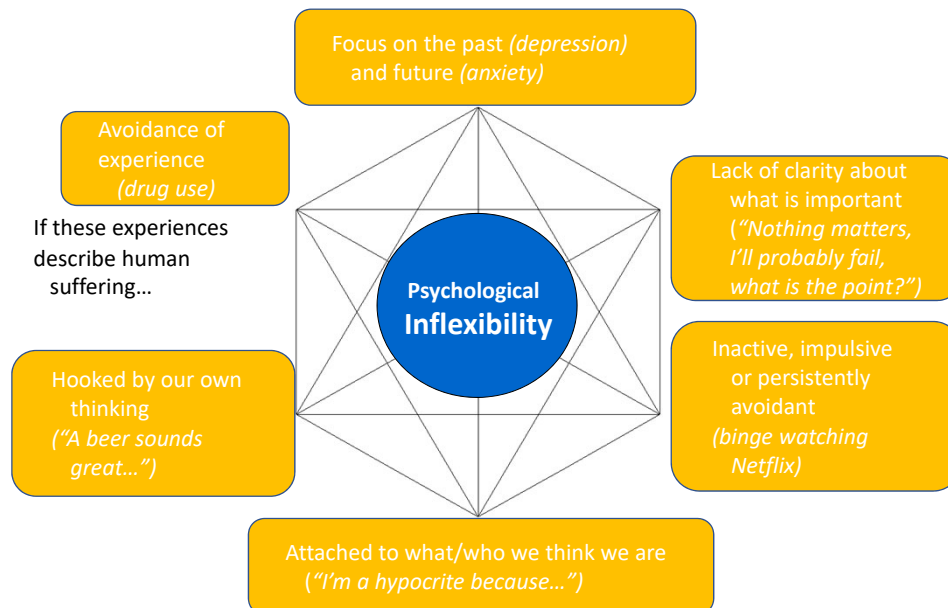 Focus on the past (depression)
and future (anxiety)
Avoidance of
experience
(drug use)
If these experiences
describe human
suffering…
Lack of clarity about
what is important
(“Nothing matters,
I’ll probably fail,
what is the point?”)
Psychological
Inflexibility
Hooked by our own
thinking
(“A beer sounds
great…”)
Inactive, impulsive
or persistently
avoidant
(binge watching
Netflix)
Attached to what/who we think we are
(“I’m a hypocrite because…”)